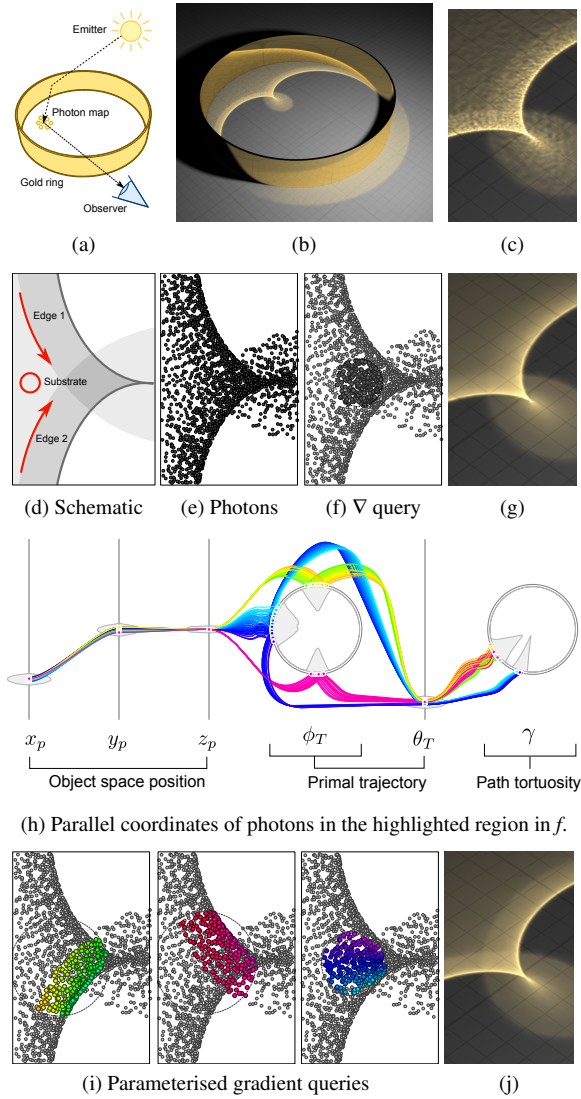 Emitter
Photon map
Gold ring
Observer
(a)
(b)
(c)
Edge 1
Substrate
Edge 2
(d) Schematic
(e) Photons
(f) ∇ query
(g)
x_p
y_p
z_p
ϕ_T
θ_T
γ
Object space position
Primal trajectory
Path tortuosity
(h) Parallel coordinates of photons in the highlighted region in f.
(i) Parameterised gradient queries
(j)